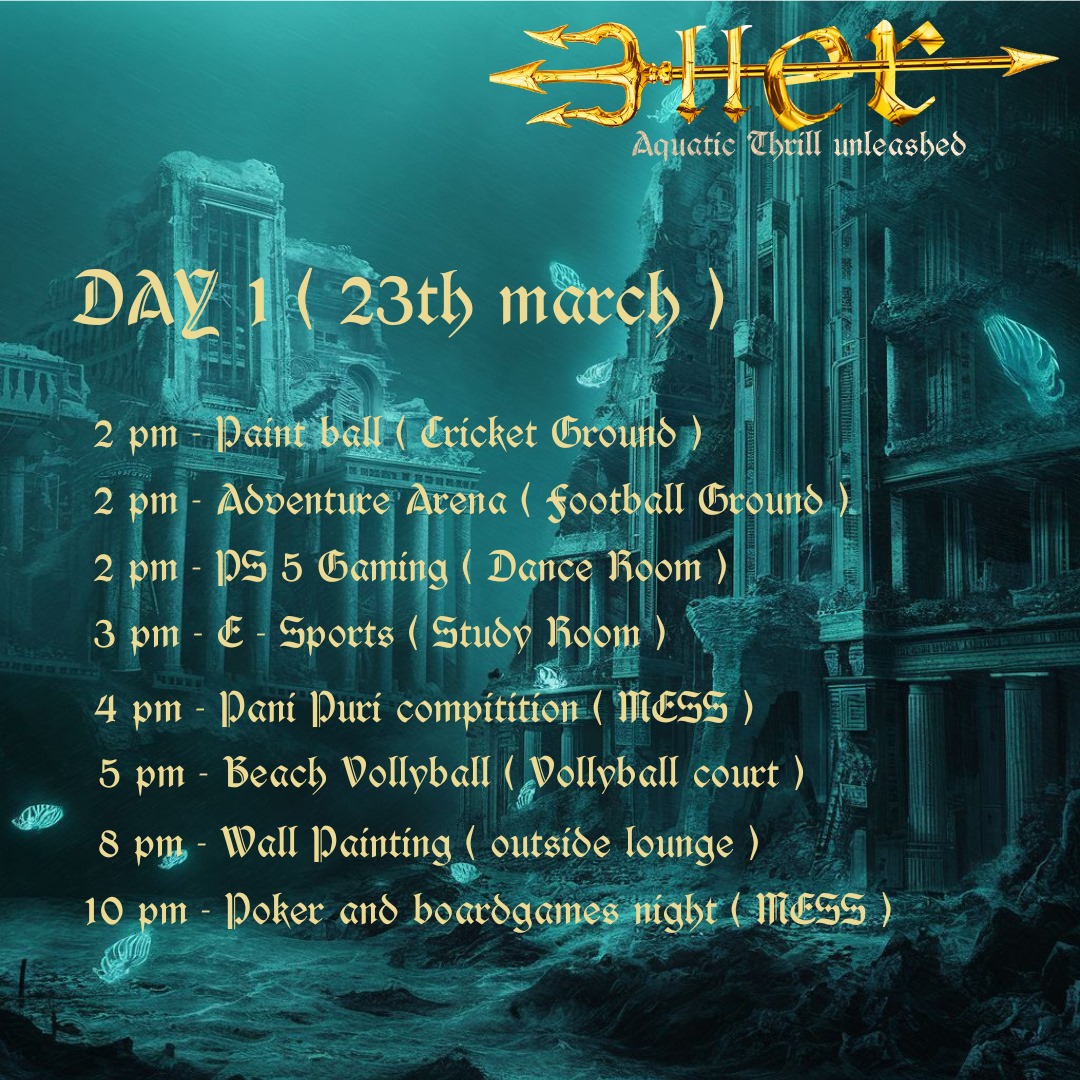 Aquatic Thrill unleashed
DAY 1 ( 23th march )
2 pm - Paint ball ( Cricket Ground )
2 pm - Adventure Arena ( Football Ground )
2 pm - PS 5 Gaming ( Dance Room )
3 pm - E - Sports ( Study Room )
4 pm - Pani Puri compitition ( MESS )
5 pm - Beach Vollyball ( Vollyball court )
8 pm - Wall Painting ( outside lounge )
10 pm - Poker and boardgames night ( MESS )